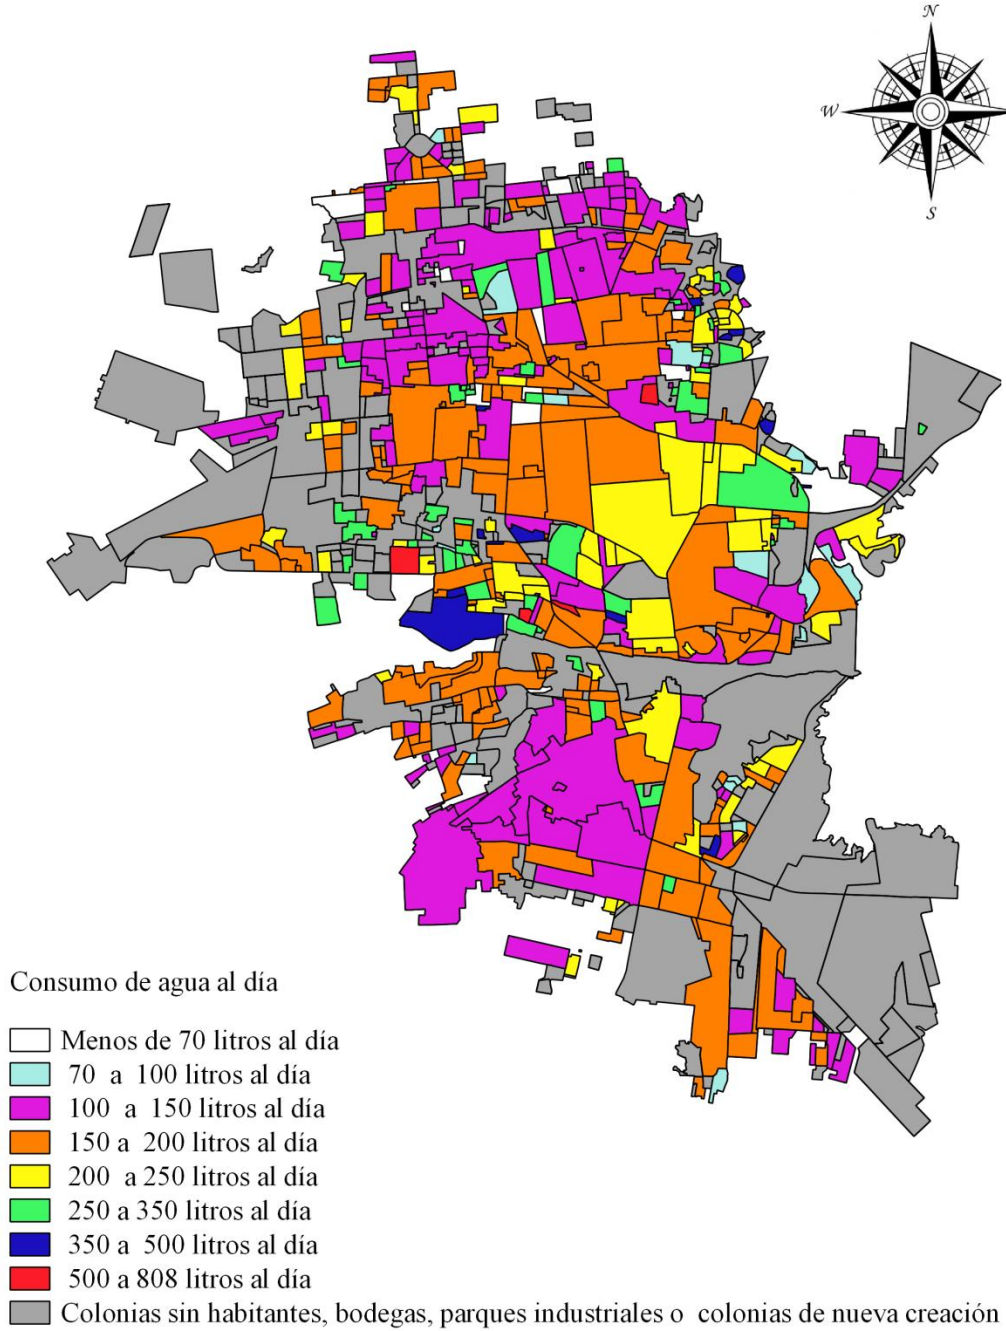 N
W
S
Consumo de agua al día
Menos de 70 litros al día
70 a 100 litros al día
100 a 150 litros al día
150 a 200 litros al día
200 a 250 litros al día
250 a 350 litros al día
350 a 500 litros al día
500 a 808 litros al día
Colonias sin habitantes, bodegas, parques industriales o colonias de nueva creación